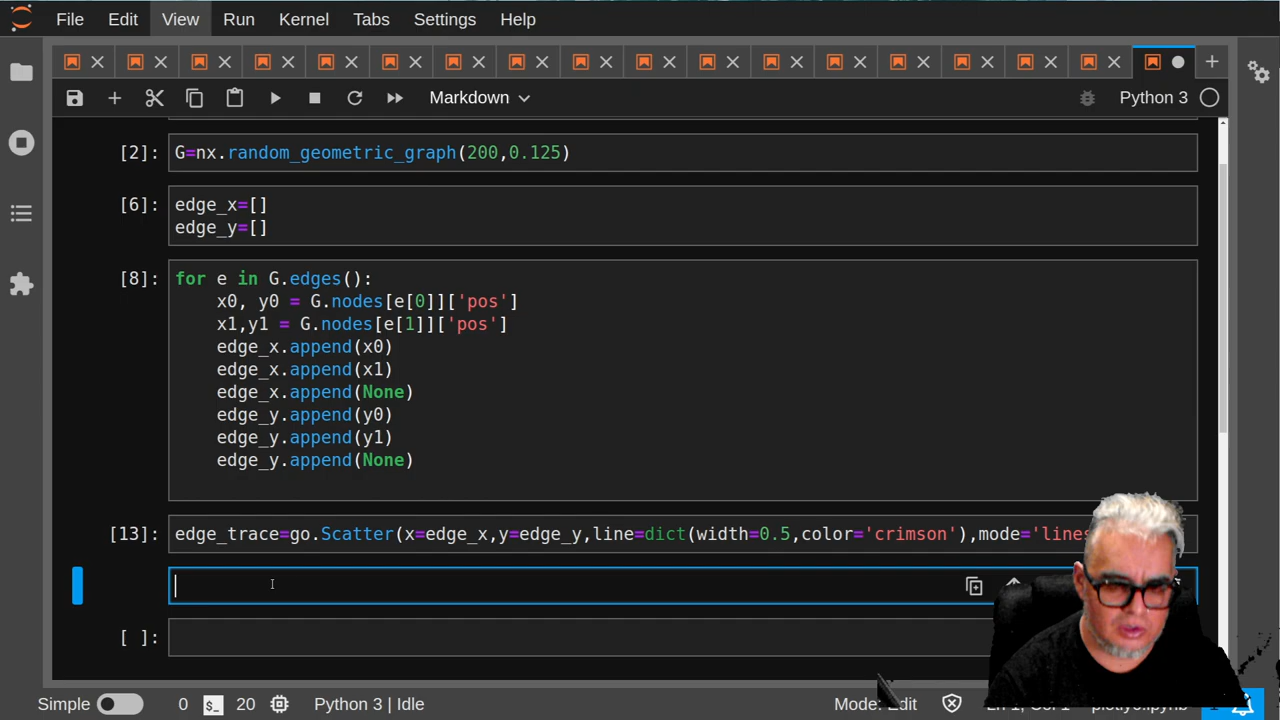 File Edit View Run Kernel Tabs Settings Help
Markdown Python 3
[2]: G=nx.random_geometric_graph(200,0.125)
[6]: edge_x=[]
edge_y=[]
[8]: for e in G.edges():
x0, y0 = G.nodes[e[0]]['pos']
x1,y1 = G.nodes[e[1]]['pos']
edge_x.append(x0)
edge_x.append(x1)
edge_x.append(None)
edge_y.append(y0)
edge_y.append(y1)
edge_y.append(None)
[13]: edge_trace=go.Scatter(x=edge_x,y=edge_y,line=dict(width=0.5,color='crimson'),mode='lines
[ ]:
Simple 0 $_ 20 Python 3 | Idle Mode: Edit